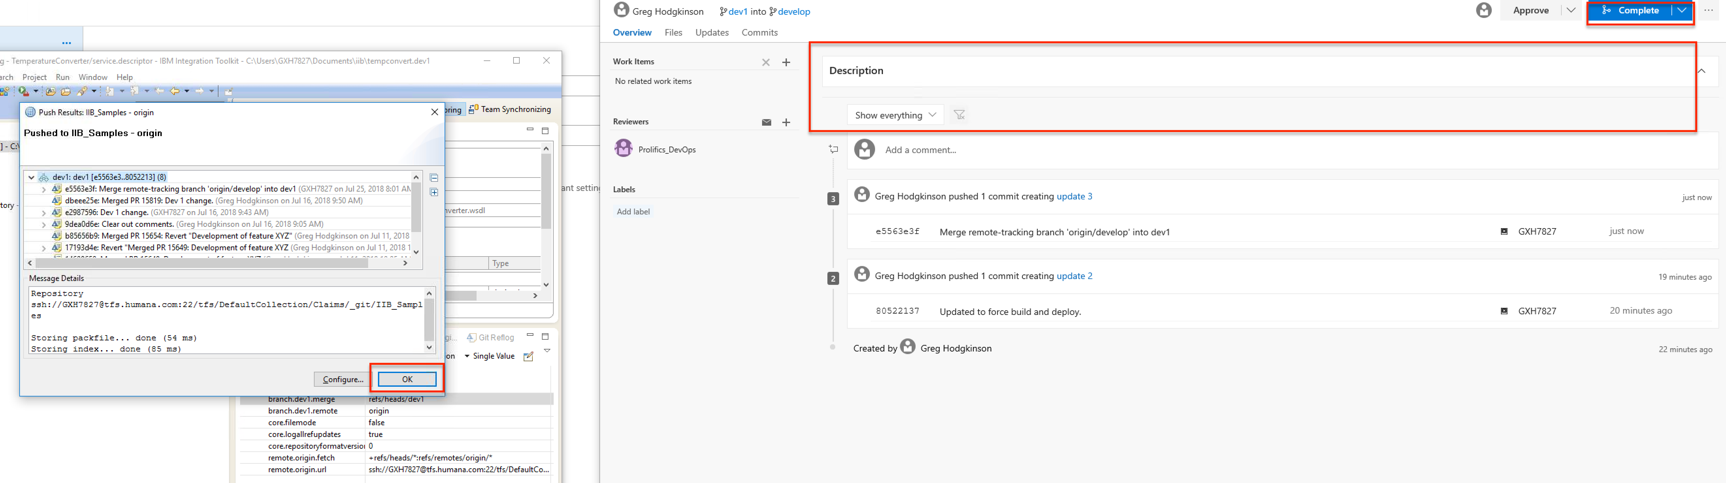 g - TemperatureConverter/service.descriptor - IBM Integration Toolkit - C:\Users\GXH7827\Documents\iib\tempconvert.dev1
arch Project Run Window Help
Push Results: IIB_Samples - origin
Pushed to IIB_Samples - origin
dev1: dev1 [e5563e3..8052213] (8)
e5563e3f: Merge remote-tracking branch 'origin/develop' into dev1 (GXH7827 on Jul 25, 2018 8:01 AM
dbeee25e: Merged PR 15819: Dev 1 change. (Greg Hodgkinson on Jul 16, 2018 9:50 AM)
e2987596: Dev 1 change. (GXH7827 on Jul 16, 2018 9:43 AM)
9dea0d6e: Clear out comments. (Greg Hodgkinson on Jul 16, 2018 9:05 AM)
b85656b9: Merged PR 15654: Revert "Development of feature XYZ" (Greg Hodgkinson on Jul 11, 2018
17193d4e: Revert "Merged PR 15649: Development of feature XYZ (Greg Hodgkinson on Jul 11, 2018 1
Message Details
Repository
ssh://GXH7827@tfs.humana.com:22/tfs/DefaultCollection/Claims/_git/IIB_Sampl
es
Storing packfile... done (54 ms)
Storing index... done (85 ms)
Configure...
OK
oring
Team Synchronizing
ant setting
nverter.wsdl
Type
Git Reflog
on
Single Value
branch.dev1.merge refs/heads/dev1
branch.dev1.remote origin
core.filemode false
core.logallrefupdates true
core.repositoryformatversion 0
remote.origin.fetch +refs/heads/*:refs/remotes/origin/*
remote.origin.url ssh://GXH7827@tfs.humana.com:22/tfs/DefaultCo...
Greg Hodgkinson dev1 into develop
Approve
Complete
Overview Files Updates Commits
Work Items
No related work items
Reviewers
Prolifics_DevOps
Labels
Add label
Description
Show everything
Add a comment...
3
Greg Hodgkinson pushed 1 commit creating update 3
just now
e5563e3f Merge remote-tracking branch 'origin/develop' into dev1 GXH7827 just now
2
Greg Hodgkinson pushed 1 commit creating update 2
19 minutes ago
80522137 Updated to force build and deploy. GXH7827 20 minutes ago
Created by Greg Hodgkinson
22 minutes ago